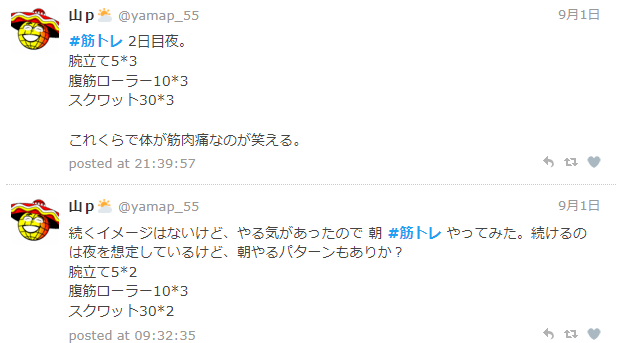 山p⛅ @yamap_55 9月1日
#筋トレ 2日目夜。
腕立て5*3
腹筋ローラー10*3
スクワット30*3
これくらで体が筋肉痛なのが笑える。
posted at 21:39:57
山p⛅ @yamap_55 9月1日
続くイメージはないけど、やる気があったので 朝 #筋トレ やってみた。続けるの
は夜を想定しているけど、朝やるパターンもありか？
腕立て5*2
腹筋ローラー10*3
スクワット30*2
posted at 09:32:35